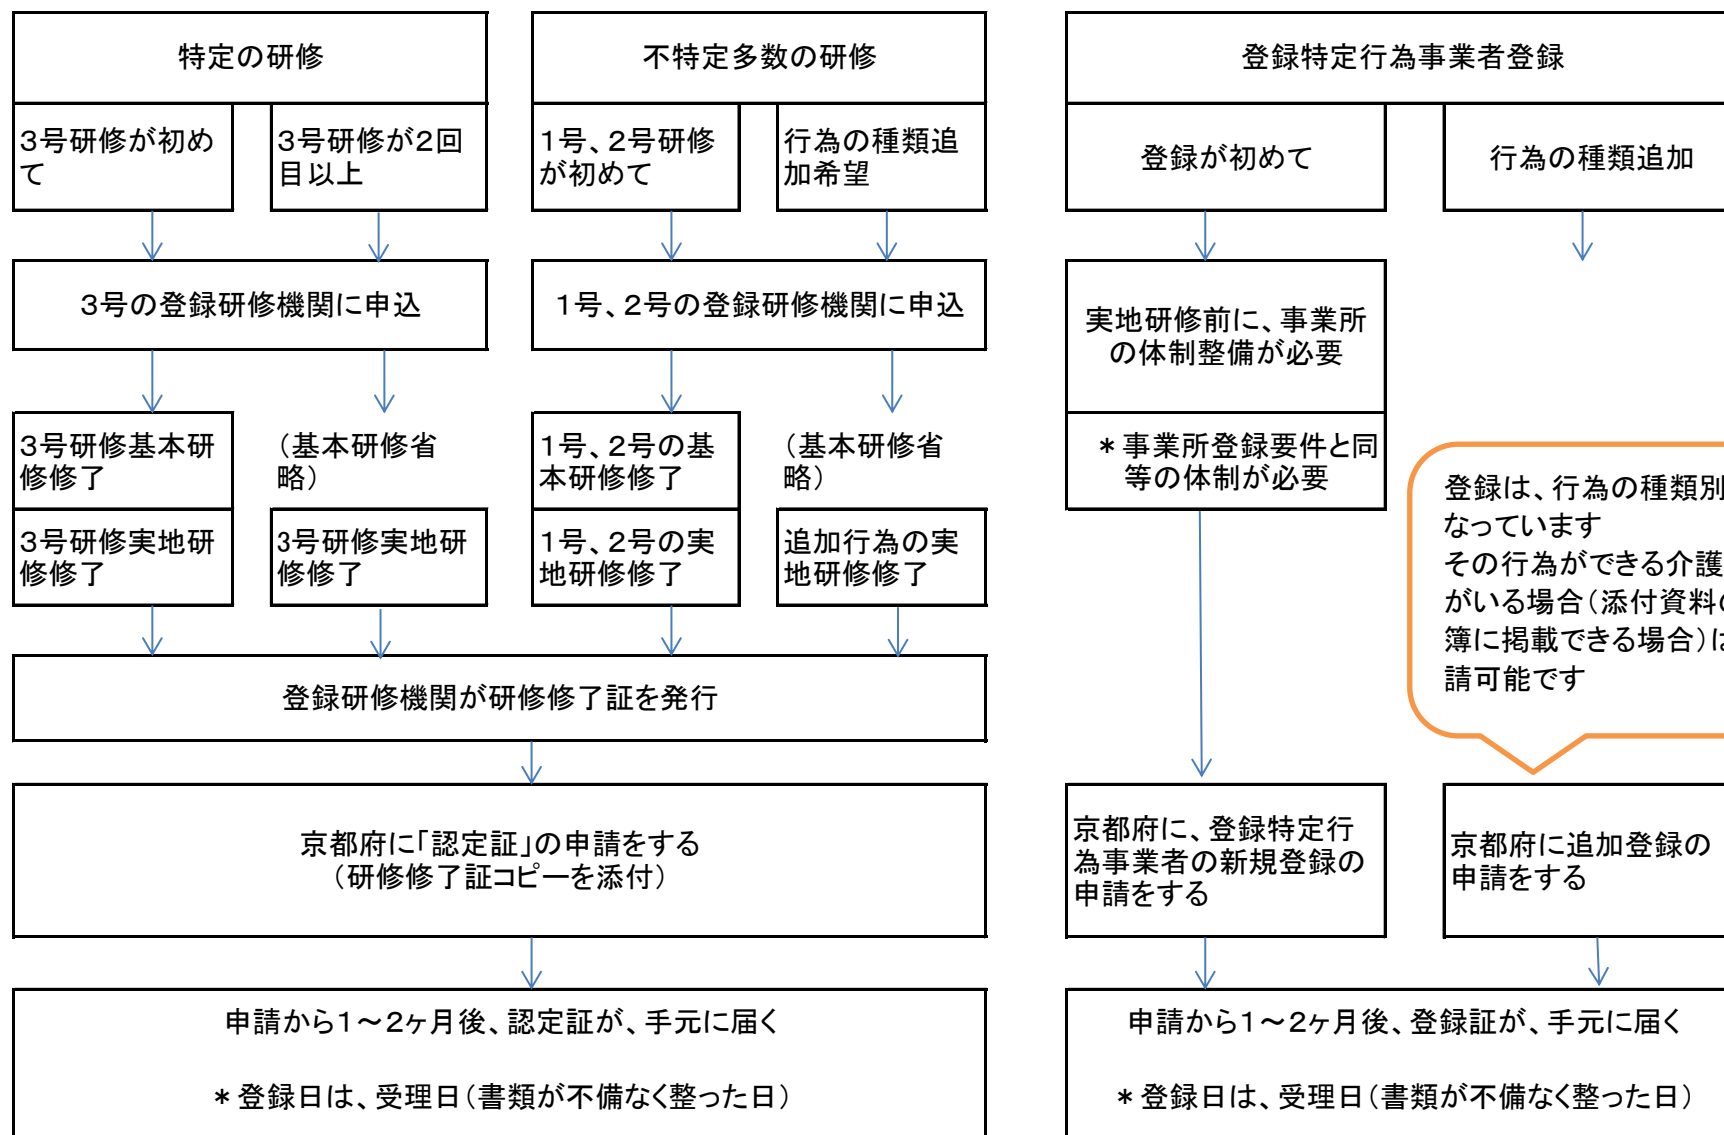 特定の研修
3号研修が初め
て
3号研修が2回
目以上
3号の登録研修機関に申込
3号研修基本研
修修了
(基本研修省
略)
3号研修実地研
修修了
3号研修実地研
修修了
不特定多数の研修
1号、2号研修
が初めて
行為の種類追
加希望
1号、2号の登録研修機関に申込
1号、2号の基
本研修修了
(基本研修省
略)
1号、2号の実
地研修修了
追加行為の実
地研修修了
登録研修機関が研修修了証を発行
京都府に「認定証」の申請をする
(研修修了証コピーを添付)
申請から1～2ヶ月後、認定証が、手元に届く
＊登録日は、受理日(書類が不備なく整った日)
登録特定行為事業者登録
登録が初めて
行為の種類追加
実地研修前に、事業所
の体制整備が必要
＊事業所登録要件と同
等の体制が必要
登録は、行為の種類別
なっています
その行為ができる介護
がいる場合(添付資料の
簿に掲載できる場合)は
請可能です
京都府に、登録特定行
為事業者の新規登録の
申請をする
京都府に追加登録の
申請をする
申請から1～2ヶ月後、登録証が、手元に届く
＊登録日は、受理日(書類が不備なく整った日)